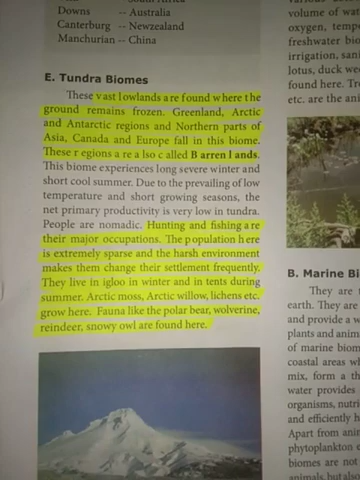 Downs -- Australia
Canterburg -- Newzealand
Manchurian -- China
E. Tundra Biomes
These vast lowlands are found where the
ground remains frozen. Greenland, Arctic
and Antarctic regions and Northern parts of
Asia, Canada and Europe fall in this biome.
These regions are also called Barren lands.
This biome experiences long severe winter and
short cool summer. Due to the prevailing of low
temperature and short growing seasons, the
net primary productivity is very low in tundra.
People are nomadic. Hunting and fishing are
their major occupations. The population here
is extremely sparse and the harsh environment
makes them change their settlement frequently.
They live in igloo in winter and in tents during
summer. Arctic moss, Arctic willow, lichens etc.
grow here. Fauna like the polar bear, wolverine,
reindeer, snowy owl are found here.
volume of wat
oxygen, tempe
freshwater bio
irrigation, sani
lotus, duck wee
found here. Tr
etc. are the an
B. Marine Bi
They are
earth. They are
and provide a w
plants and anim
of marine biom
coastal areas wh
mix, form a th
water provides
organisms, nutri
and efficiently h
Apart from anir
phytoplankton
biomes are not
animals but also